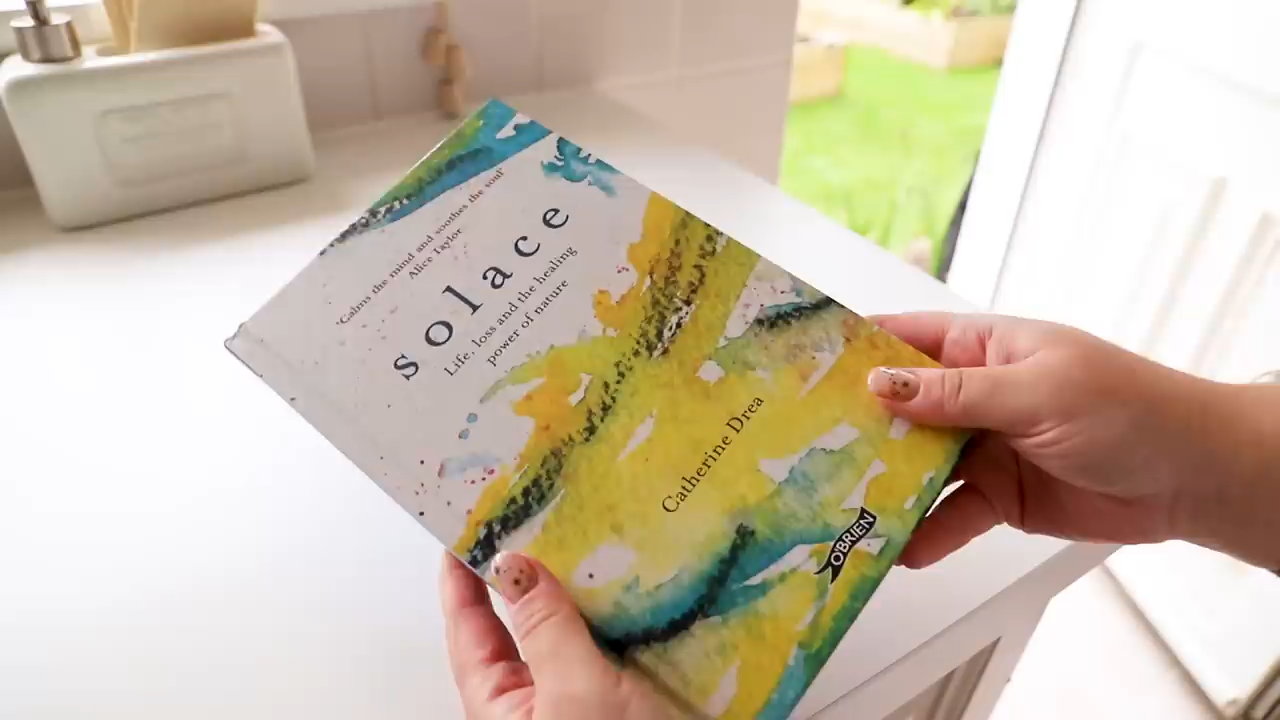 'Calms the mind and soothes the soul'
Alice Taylor
solace
Life, loss and the healing
power of nature
Catherine Drea
O'BRIEN